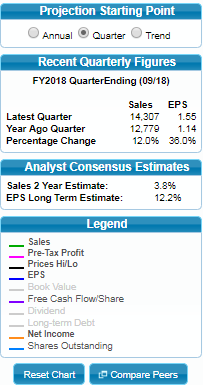 Projection Starting Point
Annual Quarter Trend
Recent Quarterly Figures
FY2018 QuarterEnding (09/18)
Sales EPS
Latest Quarter 14,307 1.55
Year Ago Quarter 12,779 1.14
Percentage Change 12.0% 36.0%
Analyst Consensus Estimates
Sales 2 Year Estimate: 3.8%
EPS Long Term Estimate: 12.2%
Legend
Sales
Pre-Tax Profit
Prices Hi/Lo
EPS
Book Value
Free Cash Flow/Share
Dividend
Long-term Debt
Net Income
Shares Outstanding
Reset Chart Compare Peers